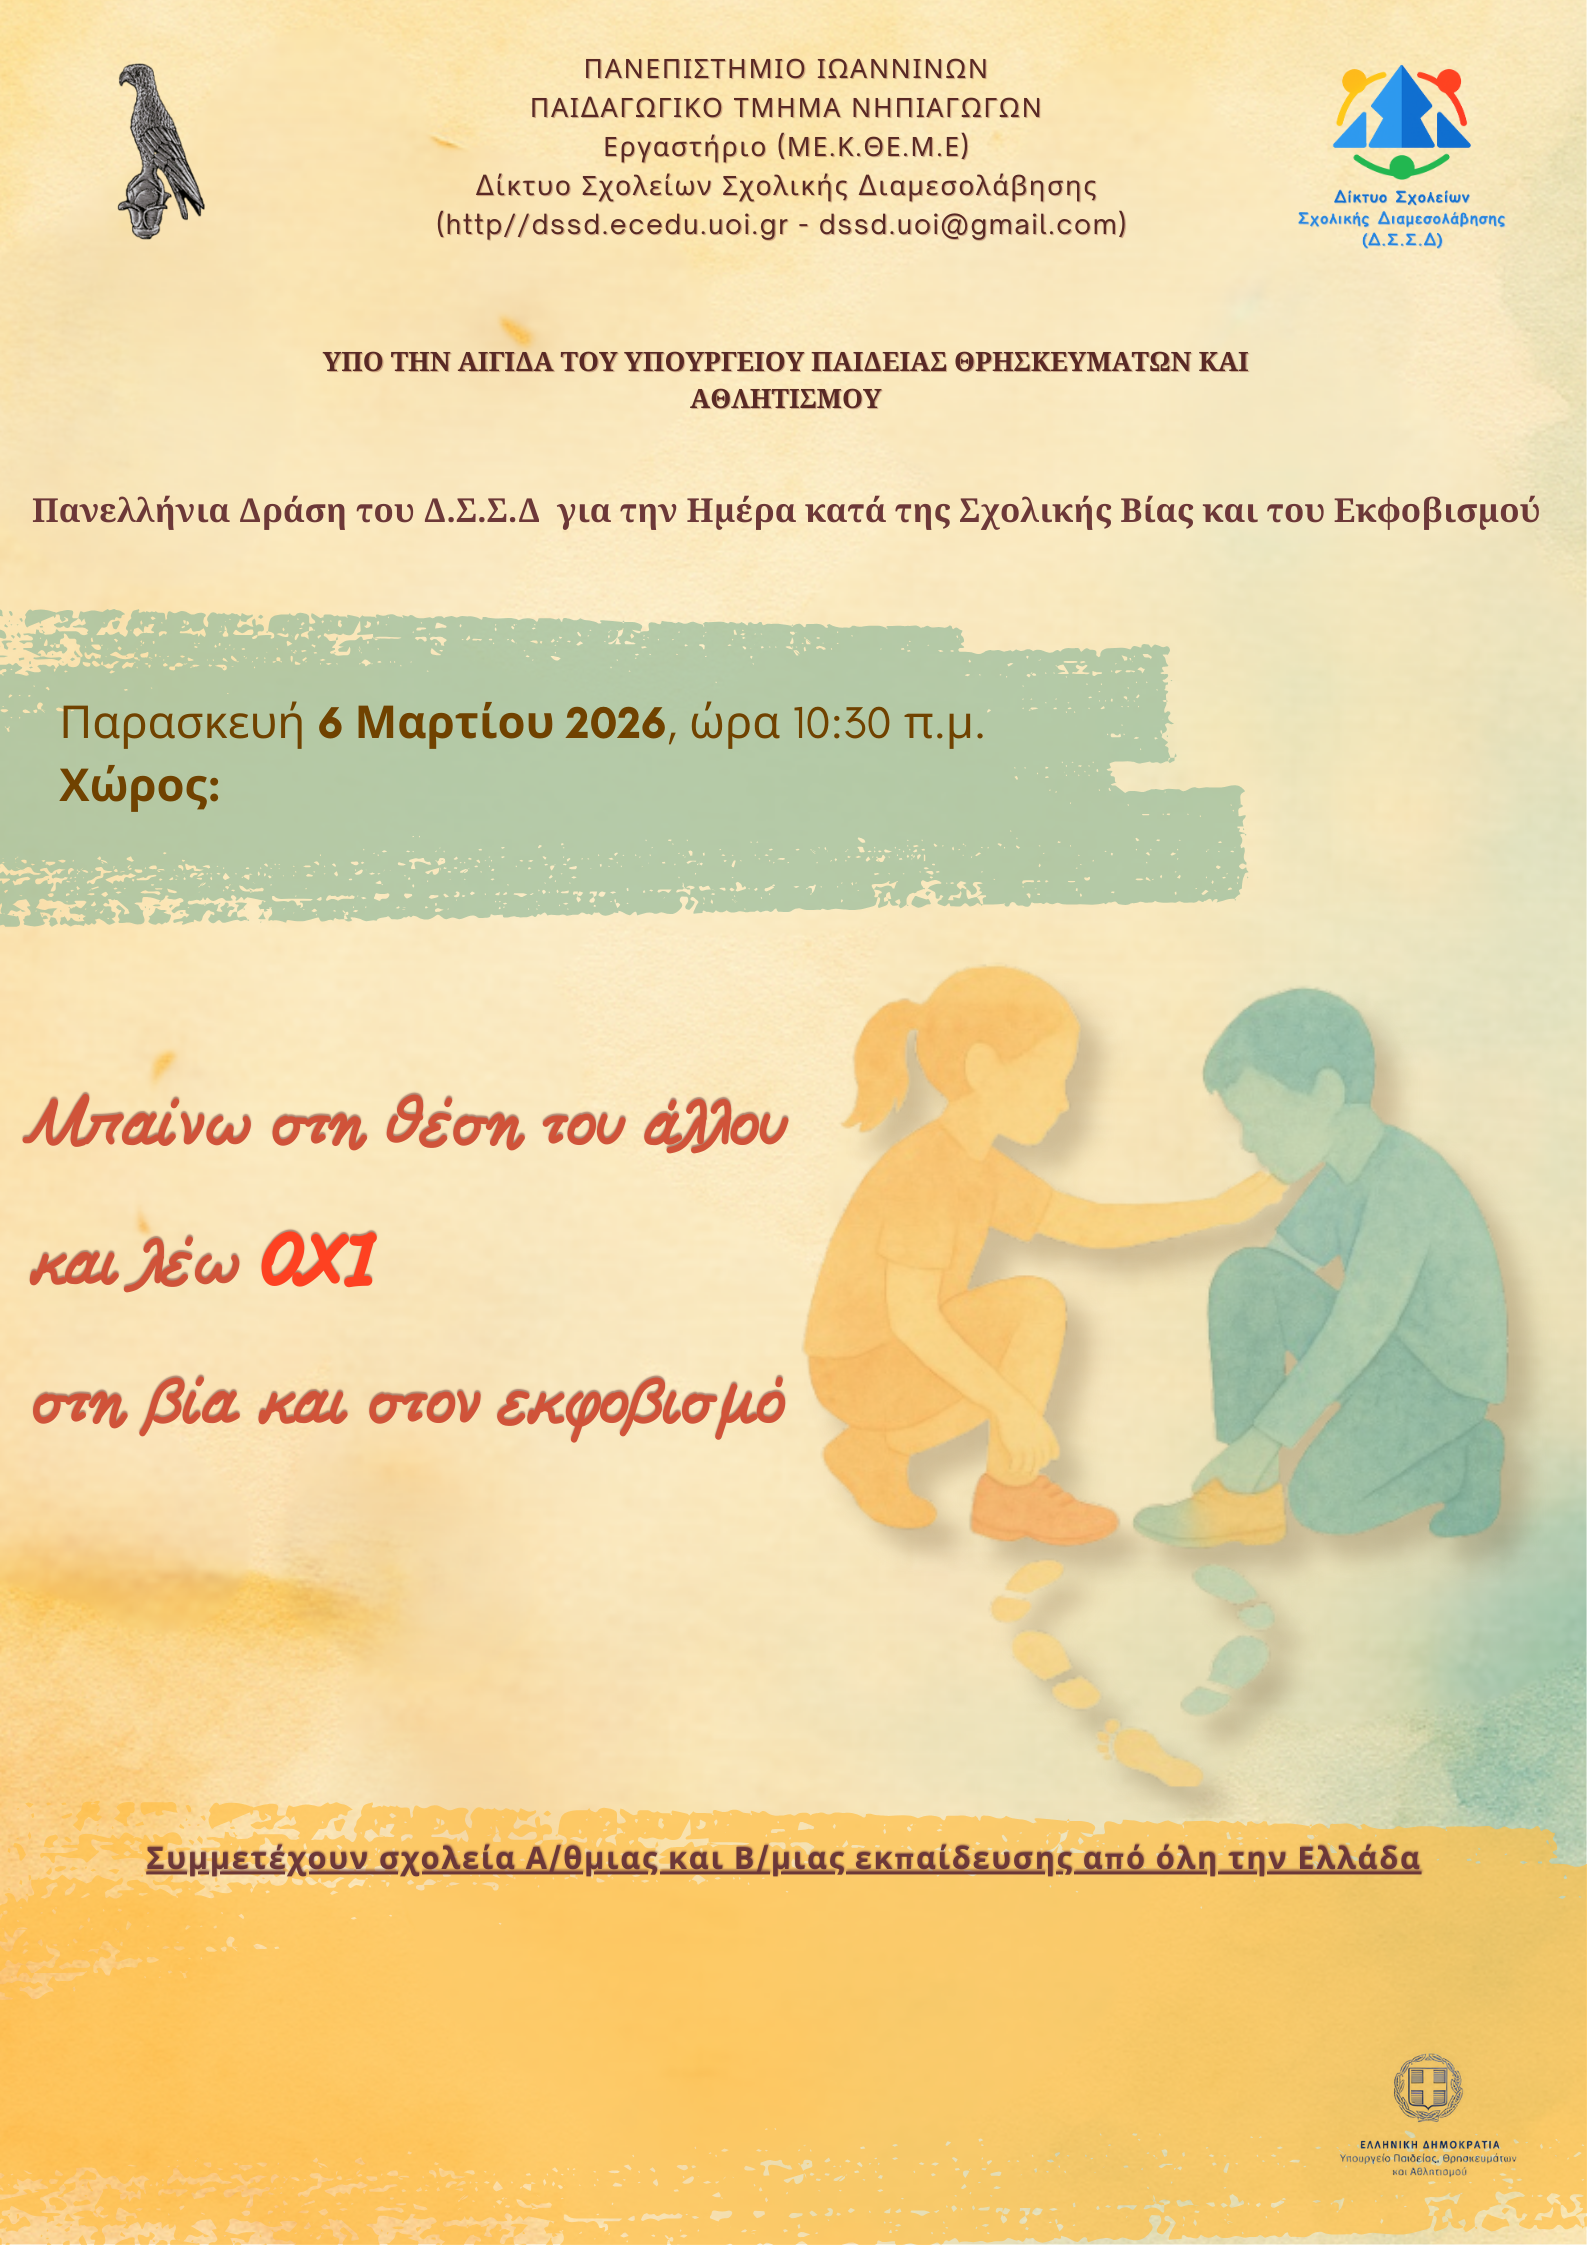 ΠΑΝΕΠΙΣΤΗΜΙΟ ΙΩΑΝΝΙΝΩΝ
ΠΑΙΔΑΓΩΓΙΚΟ ΤΜΗΜΑ ΝΗΠΙΑΓΩΓΩΝ
Εργαστήριο (ΜΕ.Κ.ΘΕ.Μ.Ε)
Δίκτυο Σχολείων Σχολικής Διαμεσολάβησης
(http//dssd.ecedu.uoi.gr - dssd.uoi@gmail.com)
Δίκτυο Σχολείων
Σχολικής Διαμεσολάβησης
(Δ.Σ.Σ.Δ)
ΥΠΟ ΤΗΝ ΑΙΓΙΔΑ ΤΟΥ ΥΠΟΥΡΓΕΙΟΥ ΠΑΙΔΕΙΑΣ ΘΡΗΣΚΕΥΜΑΤΩΝ ΚΑΙ
ΑΘΛΗΤΙΣΜΟΥ
Πανελλήνια Δράση του Δ.Σ.Σ.Δ για την Ημέρα κατά της Σχολικής Βίας και του Εκφοβισμού
Παρασκευή 6 Μαρτίου 2026, ώρα 10:30 π.μ.
Χώρος:
Μπαίνω στη θέση του άλλου
και λέω ΟΧΙ
στη βία και στον εκφοβισμό
Συμμετέχουν σχολεία Α/θμιας και Β/μιας εκπαίδευσης από όλη την Ελλάδα
ΕΛΛΗΝΙΚΗ ΔΗΜΟΚΡΑΤΙΑ
Υπουργείο Παιδείας, Θρησκευμάτων
και Αθλητισμού